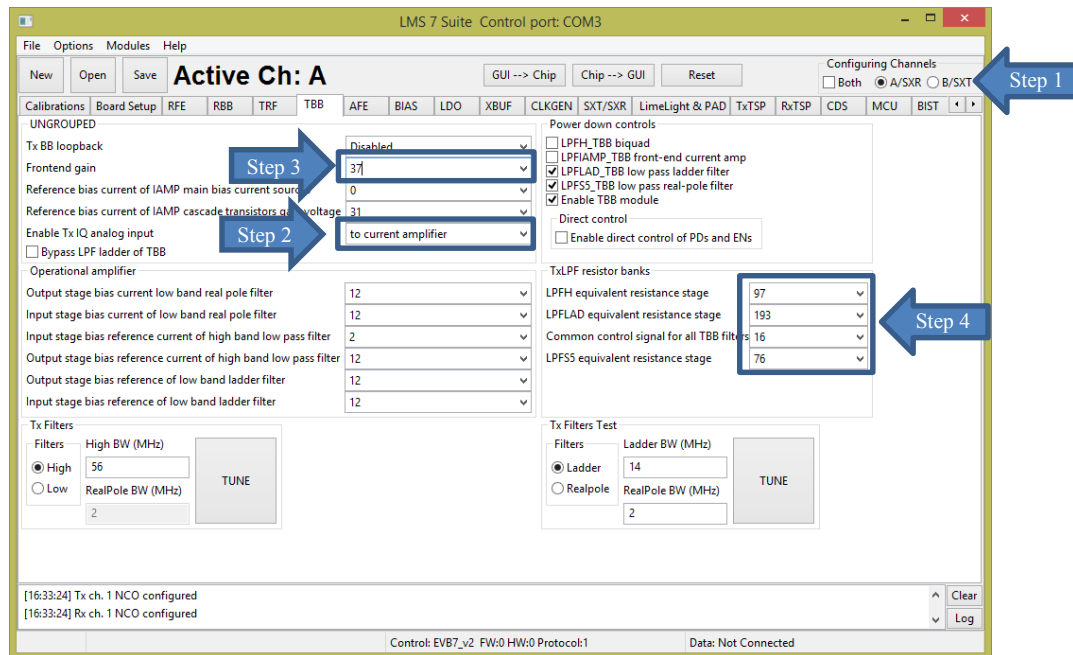 LMS 7 Suite Control port: COM3
File Options Modules Help
New Open Save Active Ch: A GUI --> Chip Chip --> GUI Reset
Configuring Channels
Both A/SXR B/SXT
Step 1
Calibrations Board Setup RFE RBB TRF TBB AFE BIAS LDO XBUF CLKGEN SXT/SXR LimeLight & PAD TxTSP RxTSP CDS MCU BIST
UNGROUPED
Tx BB loopback Disabled
Frontend gain 37
Step 3
Reference bias current of IAMP main bias current 0
Reference bias current of IAMP cascade transistors voltage 31
Enable Tx IQ analog input to current amplifier
Step 2
Bypass LPF ladder of TBB
Power down controls
LPFH_TBB biquad
LPFIAMP_TBB front-end current amp
LPFLAD_TBB low pass ladder filter
LPFS5_TBB low pass real-pole filter
Enable TBB module
Direct control
Enable direct control of PDs and ENs
Operational amplifier
Output stage bias current low band real pole filter 12
Input stage bias current of low band real pole filter 12
Input stage bias reference current of high band low pass filter 2
Output stage bias reference current of high band low pass filter 12
Output stage bias reference of low band ladder filter 12
Input stage bias reference of low band ladder filter 12
TxLPF resistor banks
LPFH equivalent resistance stage 97
LPFLAD equivalent resistance stage 193
Common control signal for all TBB filters 16
LPFS5 equivalent resistance stage 76
Step 4
Tx Filters
Filters High BW (MHz)
High 56
Low RealPole BW (MHz)
2
TUNE
Tx Filters Test
Filters Ladder BW (MHz)
Ladder 14
Realpole RealPole BW (MHz)
2
TUNE
[16:33:24] Tx ch. 1 NCO configured
[16:33:24] Rx ch. 1 NCO configured
Clear
Log
Control: EVB7_v2 FW:0 HW:0 Protocol:1 Data: Not Connected